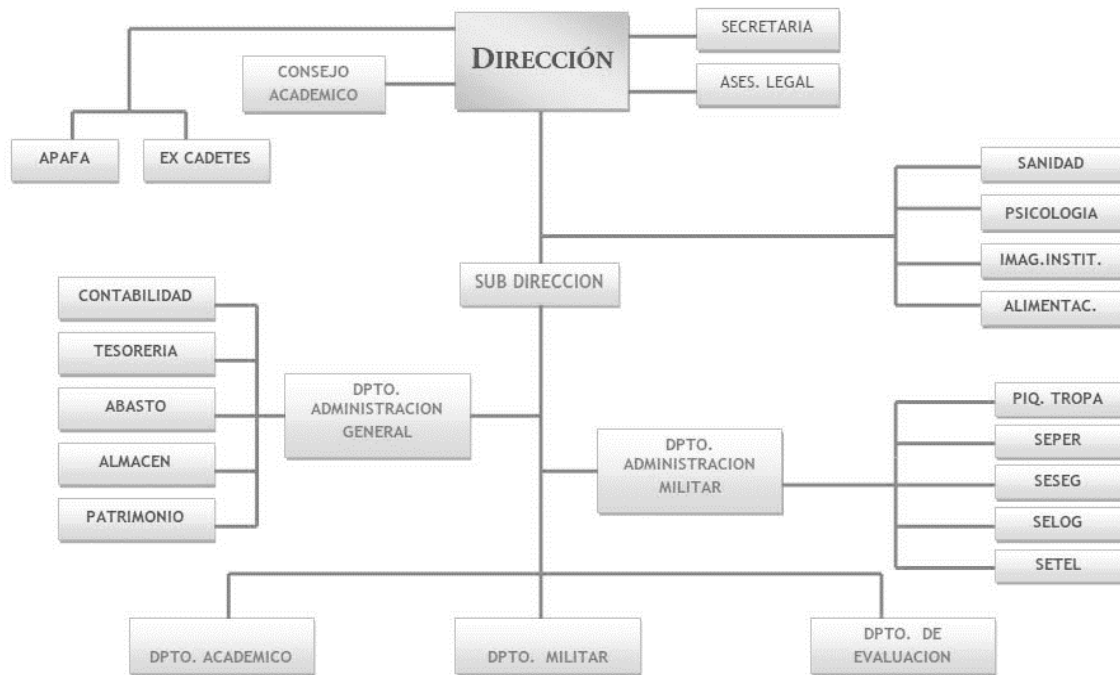 DIRECCIÓN
SECRETARIA
CONSEJO
ACADEMICO
ASES. LEGAL
APAFA
EX CADETES
SANIDAD
PSICOLOGIA
IMAG.INSTIT.
ALIMENTAC.
SUB DIRECCION
CONTABILIDAD
TESORERIA
ABASTO
ALMACEN
PATRIMONIO
DPTO.
ADMINISTRACION
GENERAL
DPTO.
ADMINISTRACION
MILITAR
PIQ. TROPA
SEPER
SESEG
SELOG
SETEL
DPTO. ACADEMICO
DPTO. MILITAR
DPTO. DE
EVALUACION